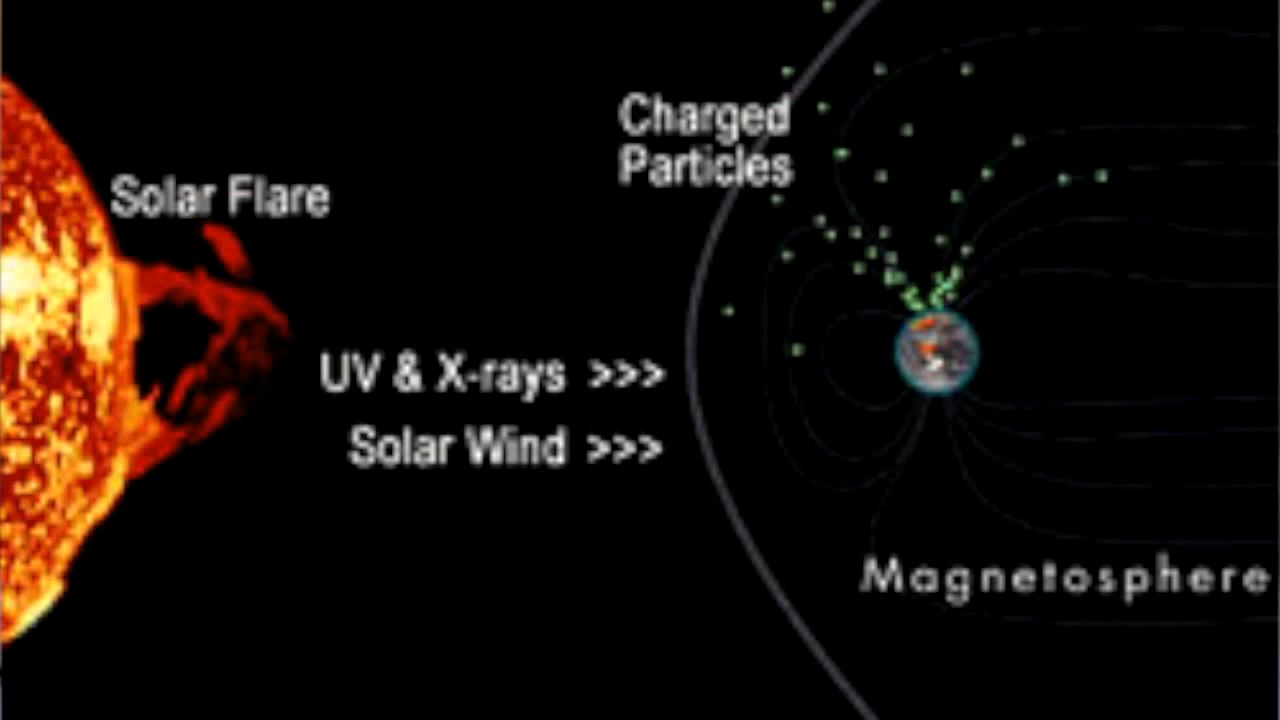 Charged
Particles
Solar Flare
UV & X-rays >>>
Solar Wind >>>
Magnetosphere